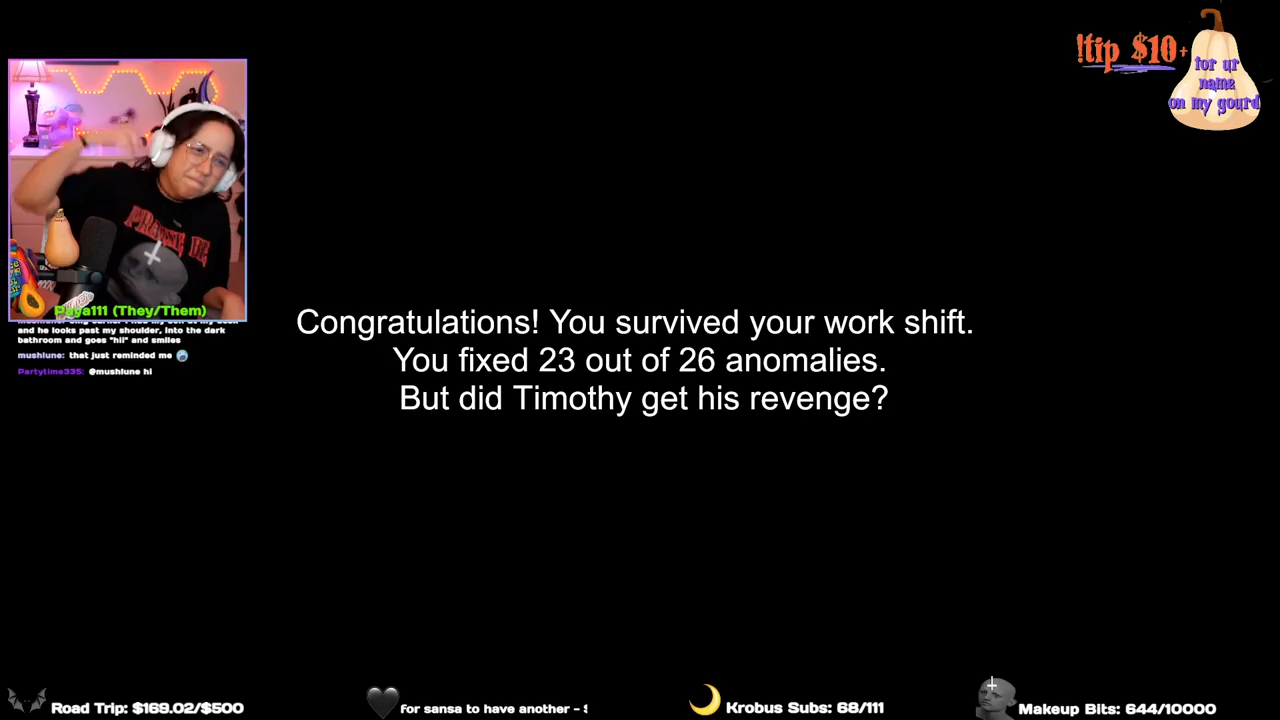 !tip $10+
for ur
name
on my gourd
PRAISE BE
Paya111 (They/Them)
and he looks past my shoulder, into the dark
bathroom and goes "hii" and smiles
mushlune: that just reminded me
Partytime335: @mushlune hi
Congratulations! You survived your work shift.
You fixed 23 out of 26 anomalies.
But did Timothy get his revenge?
Road Trip: $169.02/$500
for sansa to have another - $
Krobus Subs: 68/111
Makeup Bits: 644/10000